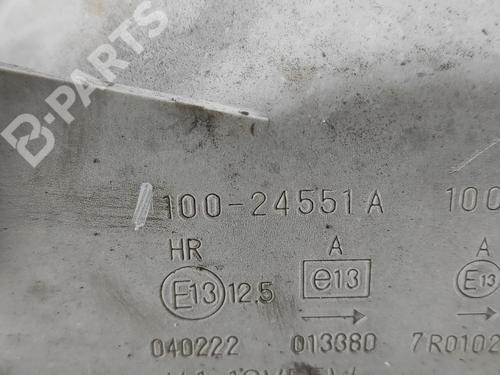 B-PARTS
100-24551A 100
HR A A
E13 12.5 e13 E13
040222 013380 7R0102